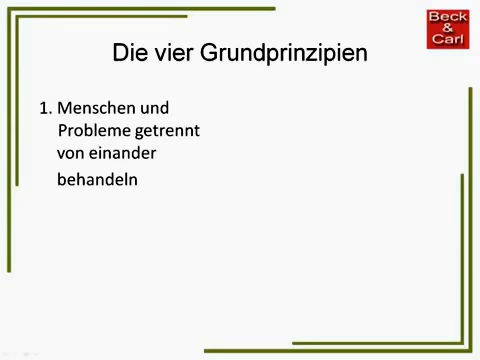 Beck
&
Carl
Die vier Grundprinzipien
1. Menschen und
Probleme getrennt
von einander
behandeln